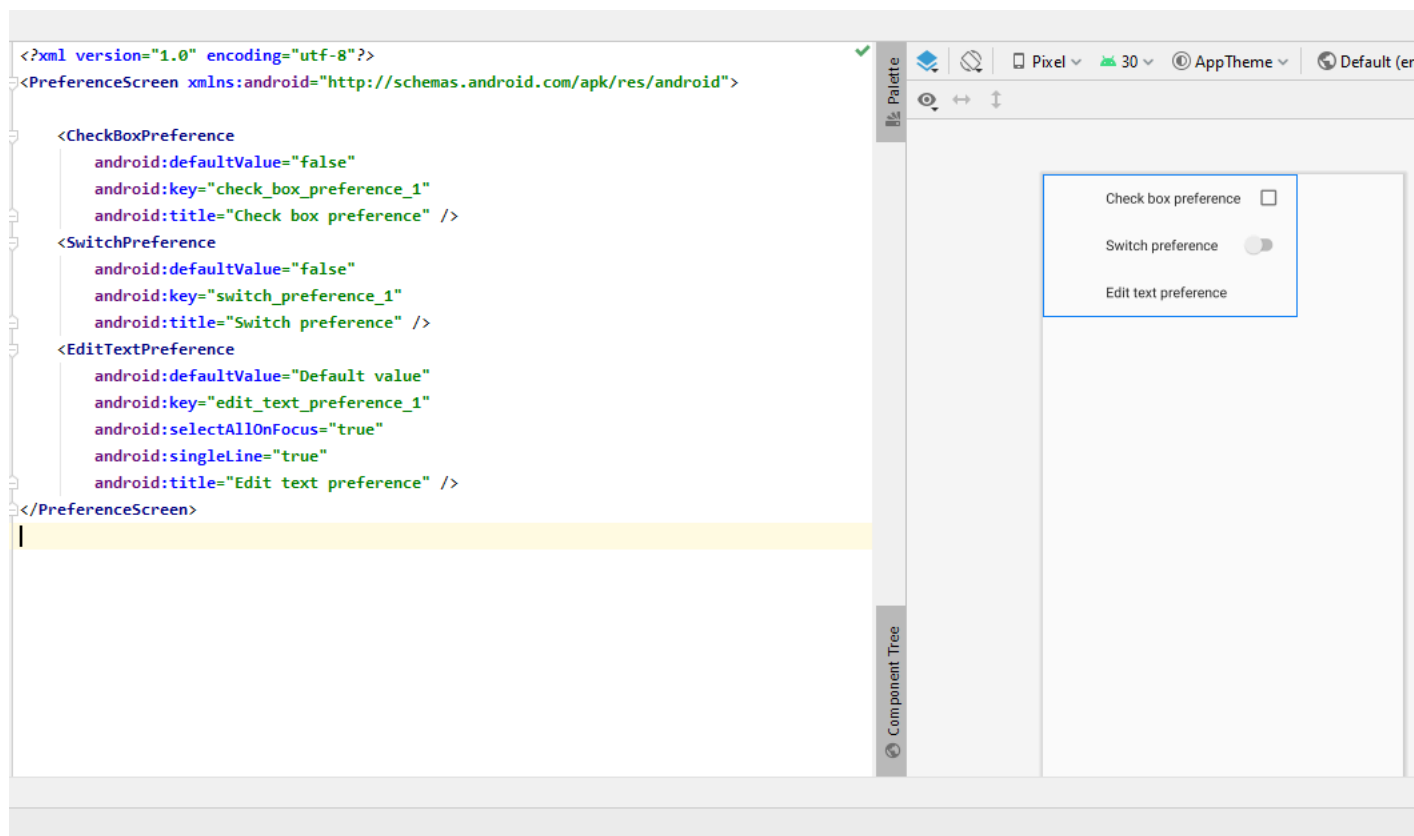 <?xml version="1.0" encoding="utf-8"?>
<PreferenceScreen xmlns:android="http://schemas.android.com/apk/res/android">
<CheckBoxPreference
android:defaultValue="false"
android:key="check_box_preference_1"
android:title="Check box preference" />
<SwitchPreference
android:defaultValue="false"
android:key="switch_preference_1"
android:title="Switch preference" />
<EditTextPreference
android:defaultValue="Default value"
android:key="edit_text_preference_1"
android:selectAllOnFocus="true"
android:singleLine="true"
android:title="Edit text preference" />
</PreferenceScreen>
Palette
Component Tree
Pixel 30 AppTheme Default (en
Check box preference
Switch preference
Edit text preference